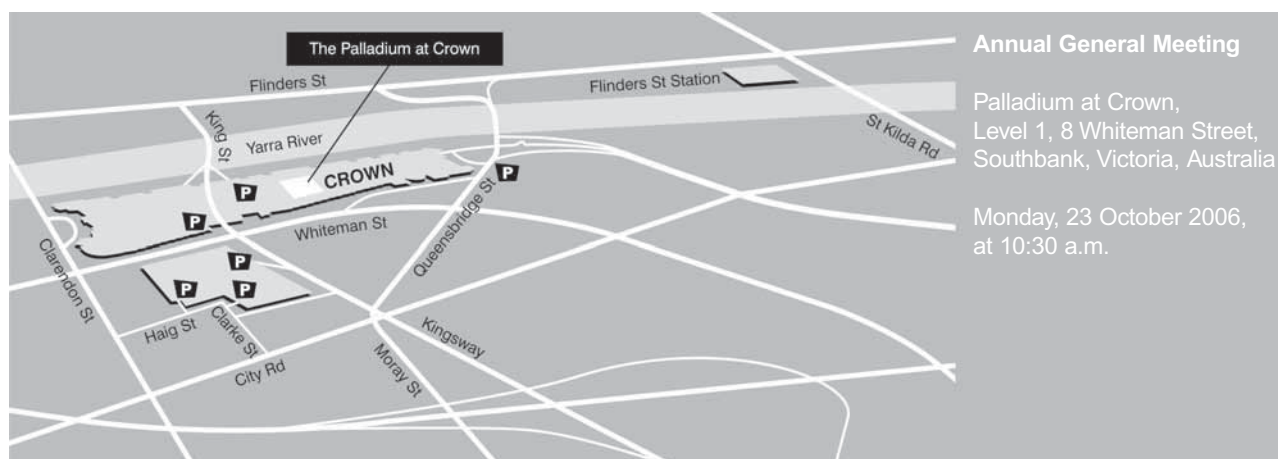 The Palladium at Crown
Flinders St
Flinders St Station
King St
Yarra River
St Kilda Rd
CROWN
P
P
P
Whiteman St
Queensbridge St
Clarendon St
P
P
P
Haig St
Clarke St
City Rd
Kingsway
Moray St
Annual General Meeting
Palladium at Crown,
Level 1, 8 Whiteman Street,
Southbank, Victoria, Australia
Monday, 23 October 2006,
at 10:30 a.m.